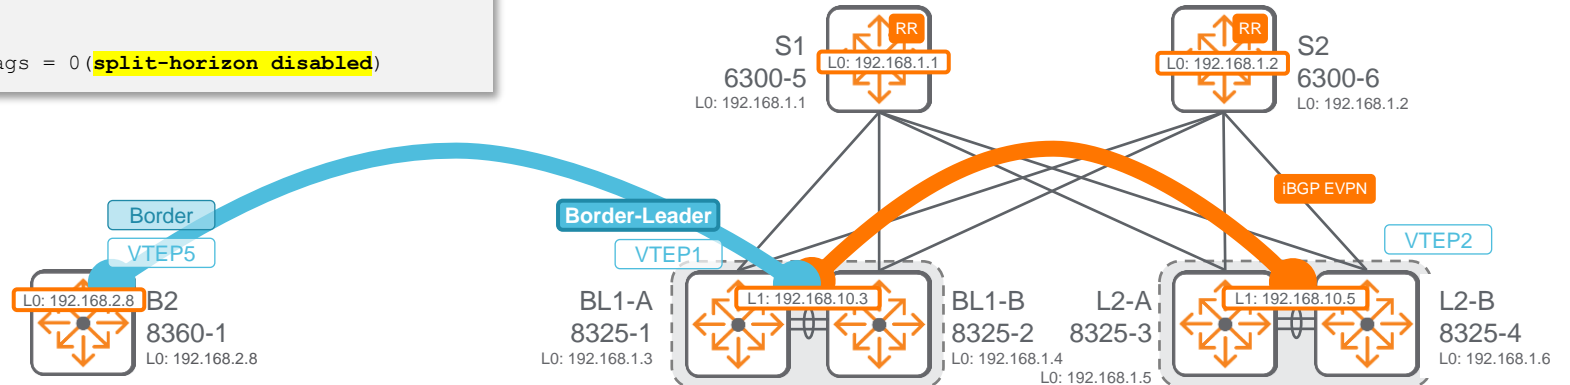 ags = 0(split-horizon disabled)
RR
RR
S1
L0: 192.168.1.1
6300-5
L0: 192.168.1.1
L0: 192.168.1.2
S2
6300-6
L0: 192.168.1.2
iBGP EVPN
Border
VTEP5
Border-Leader
VTEP1
VTEP2
L0: 192.168.2.8
B2
8360-1
L0: 192.168.2.8
BL1-A
8325-1
L0: 192.168.1.3
L1: 192.168.10.3
BL1-B
8325-2
L0: 192.168.1.4
L2-A
8325-3
L0: 192.168.1.5
L1: 192.168.10.5
L2-B
8325-4
L0: 192.168.1.6